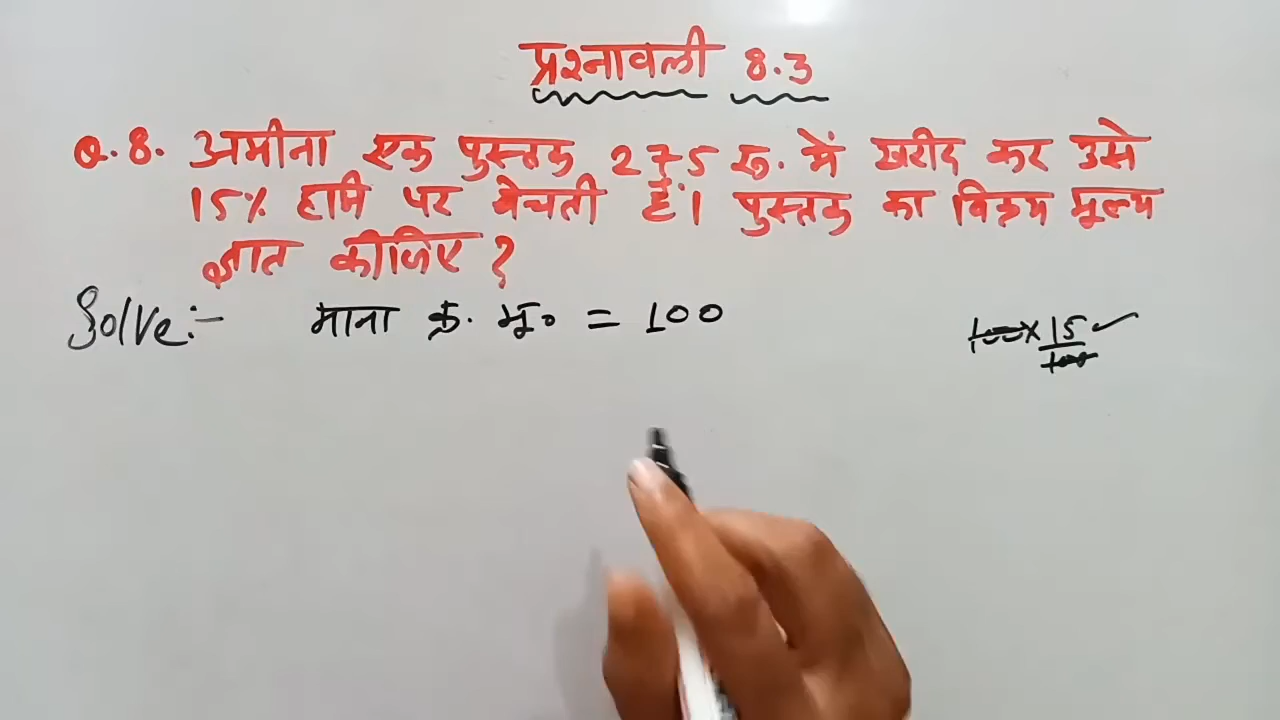 प्रश्नावली 8.3
Q.8. अमीना एक पुस्तक 275 रु. में खरीद कर उसे
15% हानि पर बेचती हैं। पुस्तक का विक्रय मूल्य
ज्ञात कीजिए ?
Solve:- माना क्र. मू० = 100
100 x 15
100